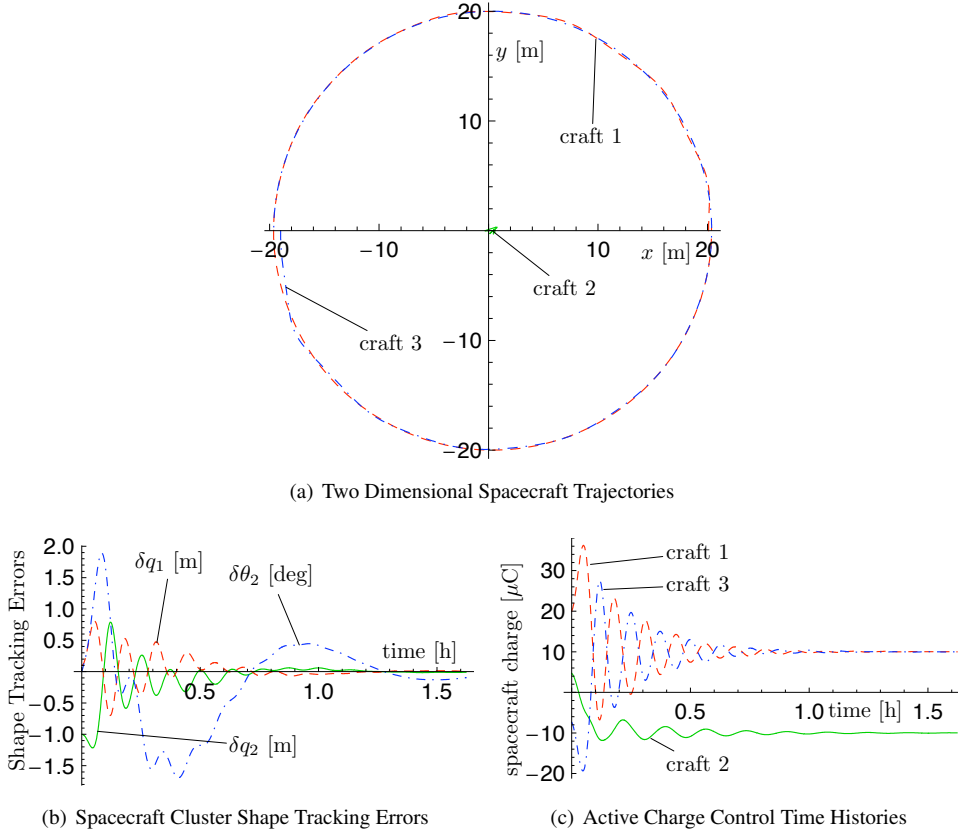 20
y [m]
craft 1
10
−20
−10
10
20
x [m]
craft 2
craft 3
−10
−20
(a) Two Dimensional Spacecraft Trajectories
Shape Tracking Errors
2.0
1.5
1.0
0.5
−0.5
−1.0
−1.5
δq1 [m]
δθ2 [deg]
time [h]
0.5
1.0
1.5
δq2 [m]
(b) Spacecraft Cluster Shape Tracking Errors
spacecraft charge [μC]
30
20
10
−10
−20
craft 1
craft 3
0.5
1.0
time [h]
1.5
craft 2
(c) Active Charge Control Time Histories